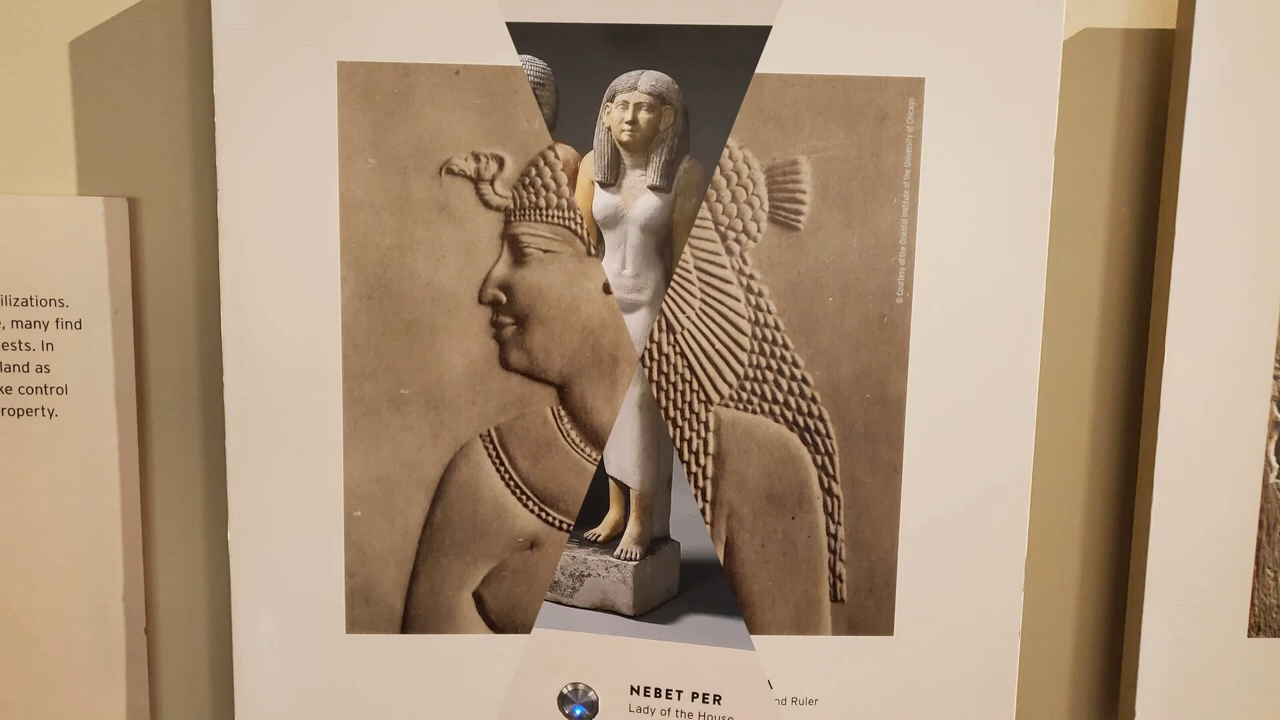 ilizations.
, many find
ests. In
land as
ke control
roperty.
© Courtesy of the Oriental Institute of the University of Chicago
NEBET PER
Lady of the House
nd Ruler